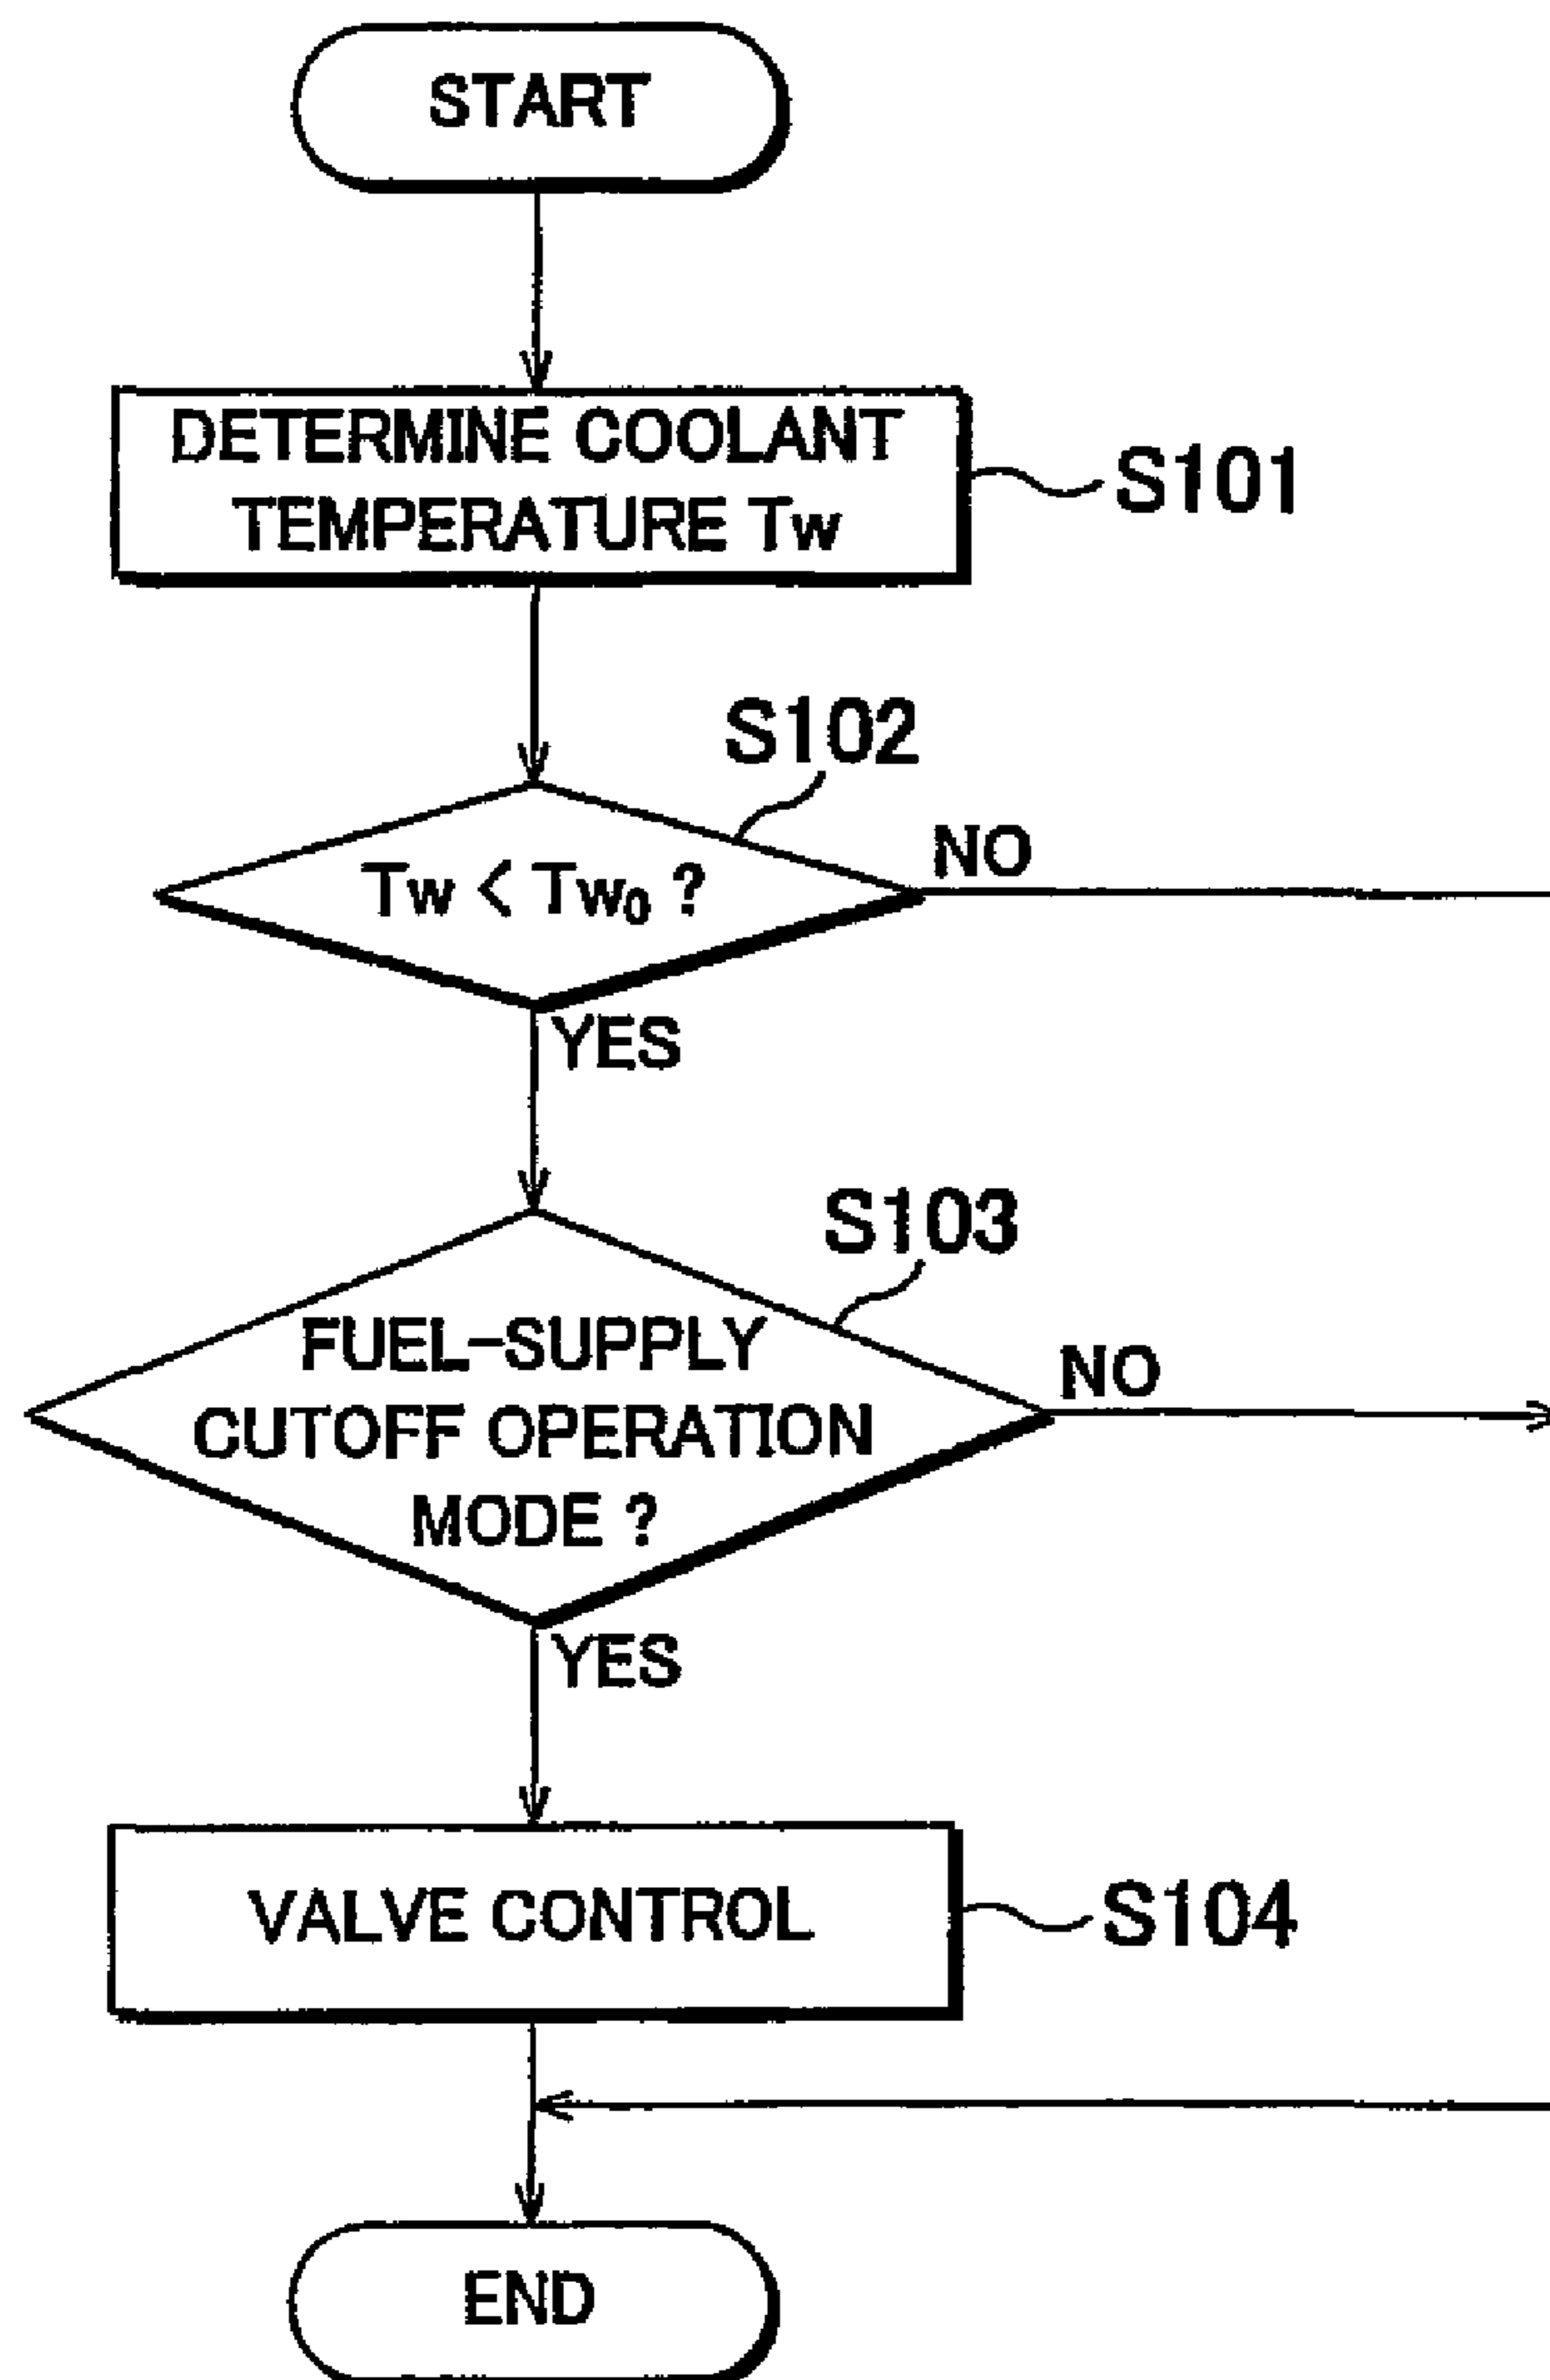 START
DETERMINE COOLANT
TEMPERATURE Tw
S101
S102
Tw < Tw₀ ?
NO
YES
S103
FUEL-SUPPLY
CUTOFF OPERATION
MODE ?
NO
YES
VALVE CONTROL
S104
END